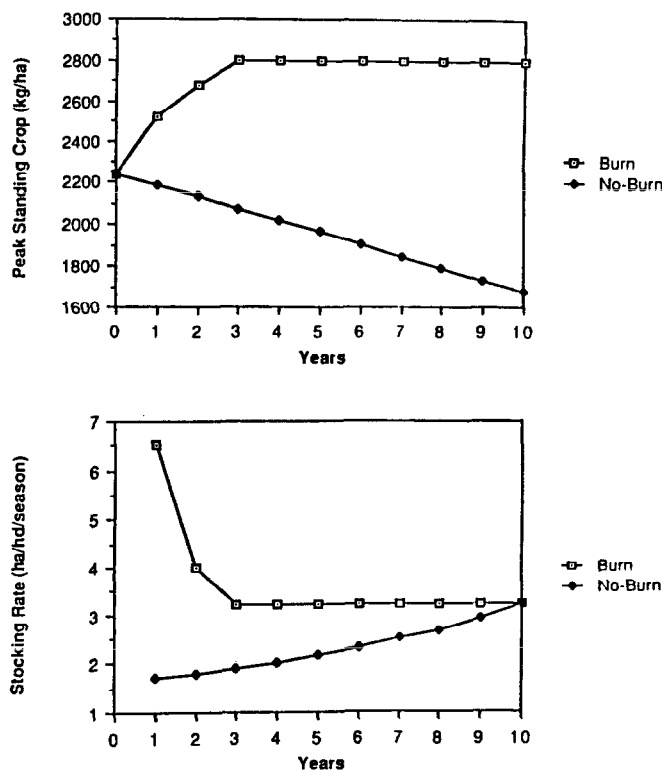 Peak Standing Crop (kg/ha)
3000
2800
2600
2400
2200
2000
1800
1600
0 1 2 3 4 5 6 7 8 9 10
Years
Burn
No-Burn
Stocking Rate (ha/hd/season)
7
6
5
4
3
2
1
0 1 2 3 4 5 6 7 8 9 10
Years
Burn
No-Burn